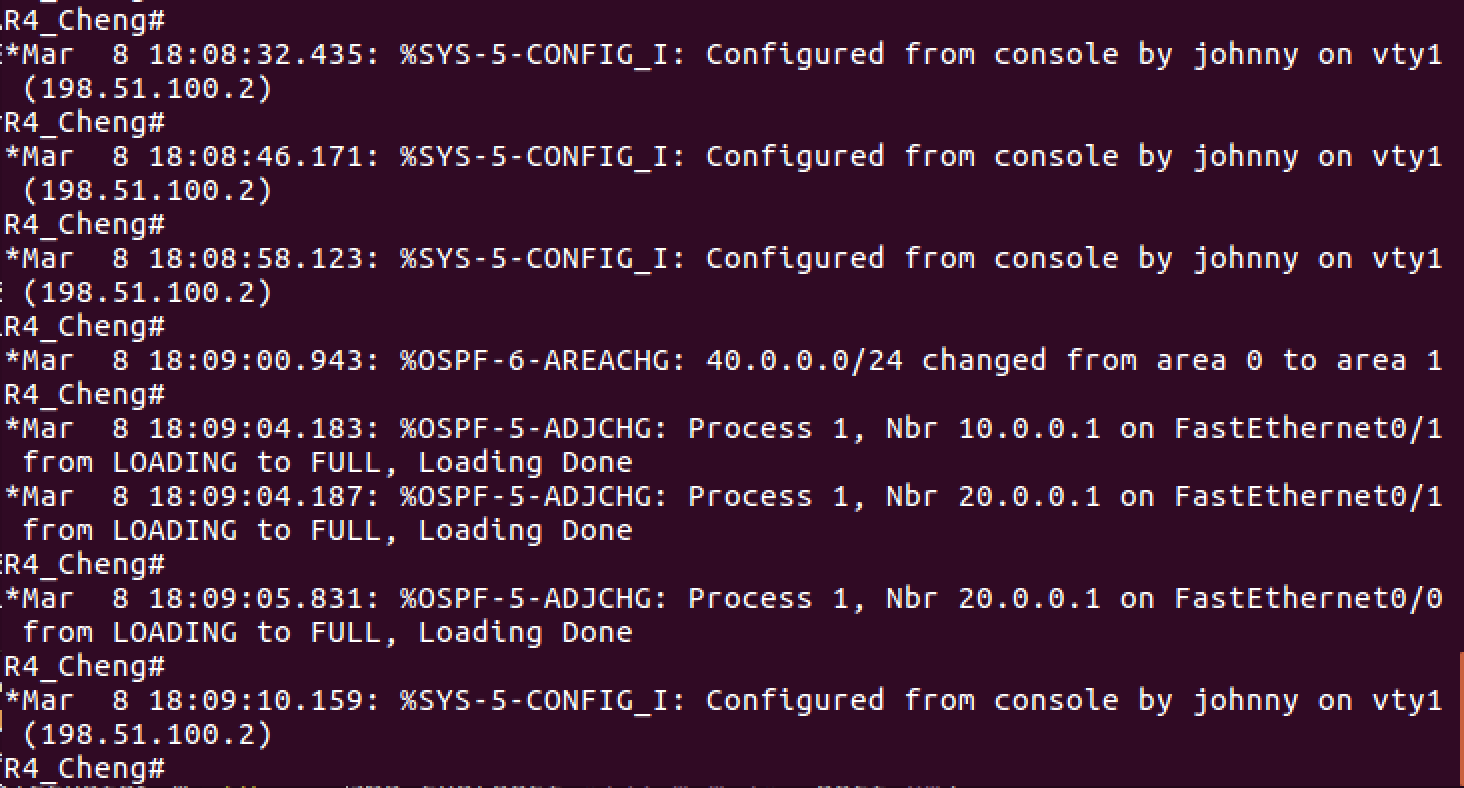 R4_Cheng#
*Mar  8 18:08:32.435: %SYS-5-CONFIG_I: Configured from console by johnny on vty1
 (198.51.100.2)
R4_Cheng#
*Mar  8 18:08:46.171: %SYS-5-CONFIG_I: Configured from console by johnny on vty1
 (198.51.100.2)
R4_Cheng#
*Mar  8 18:08:58.123: %SYS-5-CONFIG_I: Configured from console by johnny on vty1
 (198.51.100.2)
R4_Cheng#
*Mar  8 18:09:00.943: %OSPF-6-AREACHG: 40.0.0.0/24 changed from area 0 to area 1
R4_Cheng#
*Mar  8 18:09:04.183: %OSPF-5-ADJCHG: Process 1, Nbr 10.0.0.1 on FastEthernet0/1
 from LOADING to FULL, Loading Done
*Mar  8 18:09:04.187: %OSPF-5-ADJCHG: Process 1, Nbr 20.0.0.1 on FastEthernet0/1
 from LOADING to FULL, Loading Done
R4_Cheng#
*Mar  8 18:09:05.831: %OSPF-5-ADJCHG: Process 1, Nbr 20.0.0.1 on FastEthernet0/0
 from LOADING to FULL, Loading Done
R4_Cheng#
*Mar  8 18:09:10.159: %SYS-5-CONFIG_I: Configured from console by johnny on vty1
 (198.51.100.2)
R4_Cheng#